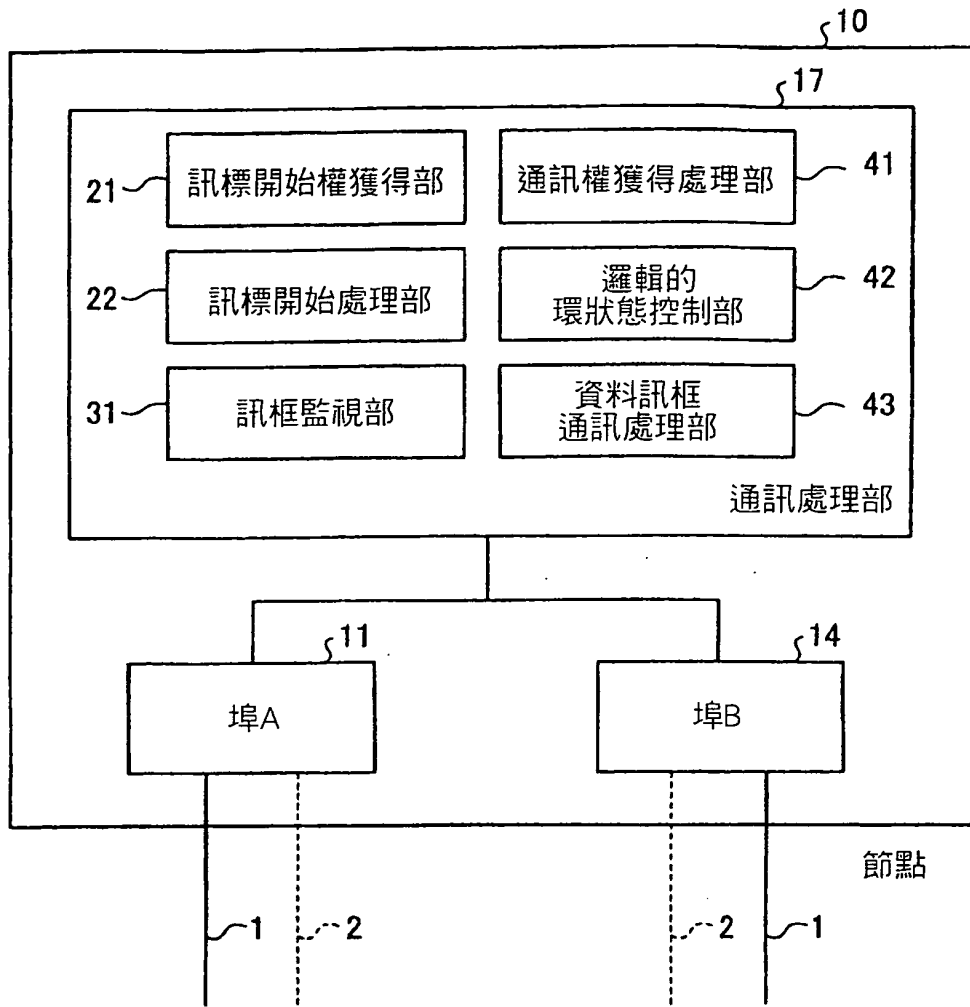 10
17
21
訊標開始權獲得部
通訊權獲得處理部
41
22
訊標開始處理部
邏輯的
環狀態控制部
42
31
訊框監視部
資料訊框
通訊處理部
43
通訊處理部
11
14
埠A
埠B
節點
1
2
2
1